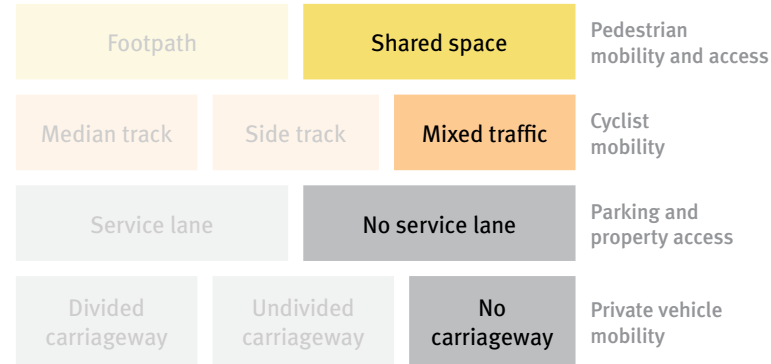 Footpath
Shared space
Pedestrian
mobility and access
Median track
Side track
Mixed traffic
Cyclist
mobility
Service lane
No service lane
Parking and
property access
Divided
carriageway
Undivided
carriageway
No
carriageway
Private vehicle
mobility